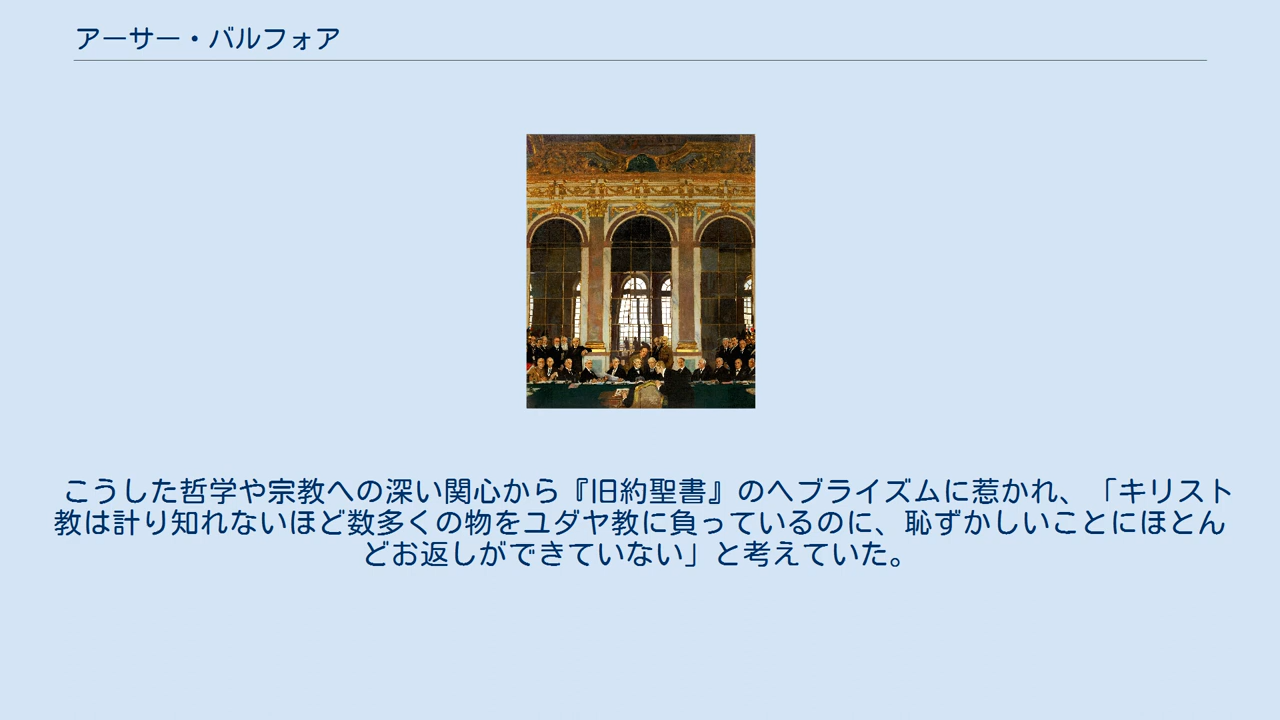 アーサー・バルフォア
こうした哲学や宗教への深い関心から『旧約聖書』のヘブライズムに惹かれ、「キリスト
教は計り知れないほど数多くの物をユダヤ教に負っているのに、恥ずかしいことにほとん
どお返しができていない」と考えていた。